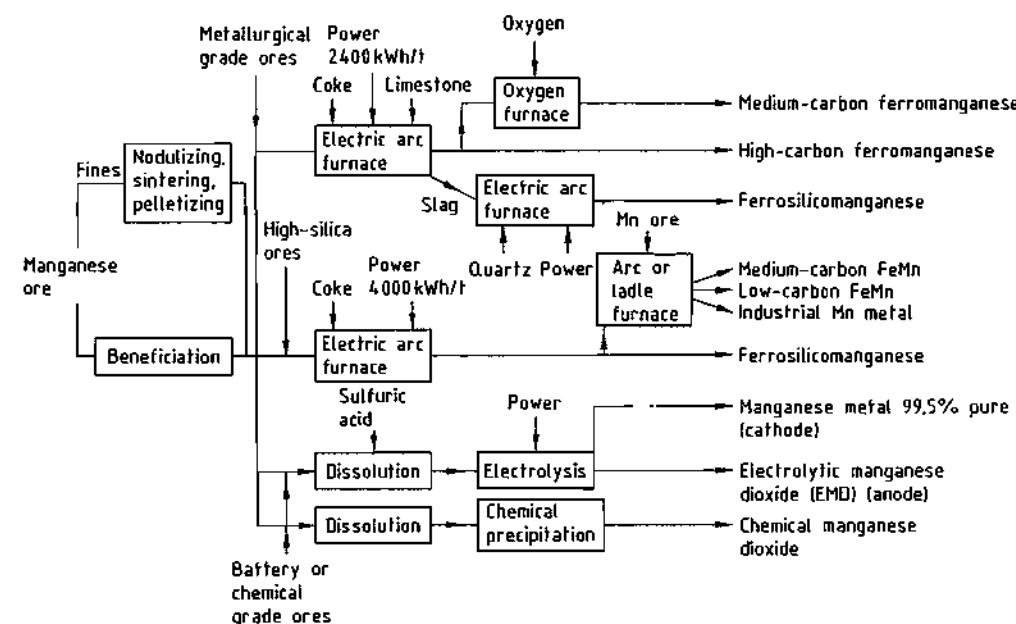 Oxygen
Metallurgical
grade ores
Power
2400 kWh/t
Coke
Limestone
Oxygen
furnace
Medium-carbon ferromanganese
Electric arc
furnace
High-carbon ferromanganese
Fines
Nodulizing,
sintering,
pelletizing
Slag
Electric arc
furnace
Ferrosilicomanganese
High-silica
ores
Mn ore
Manganese
ore
Power
4000 kWh/t
Coke
Quartz
Power
Arc or
ladle
furnace
Medium-carbon FeMn
Low-carbon FeMn
Industrial Mn metal
Beneficiation
Electric arc
furnace
Ferrosilicomanganese
Sulfuric
acid
Power
Manganese metal 99,5% pure
(cathode)
Dissolution
Electrolysis
Electrolytic manganese
dioxide (EMD) (anode)
Dissolution
Chemical
precipitation
Chemical manganese
dioxide
Battery or
chemical
grade ores